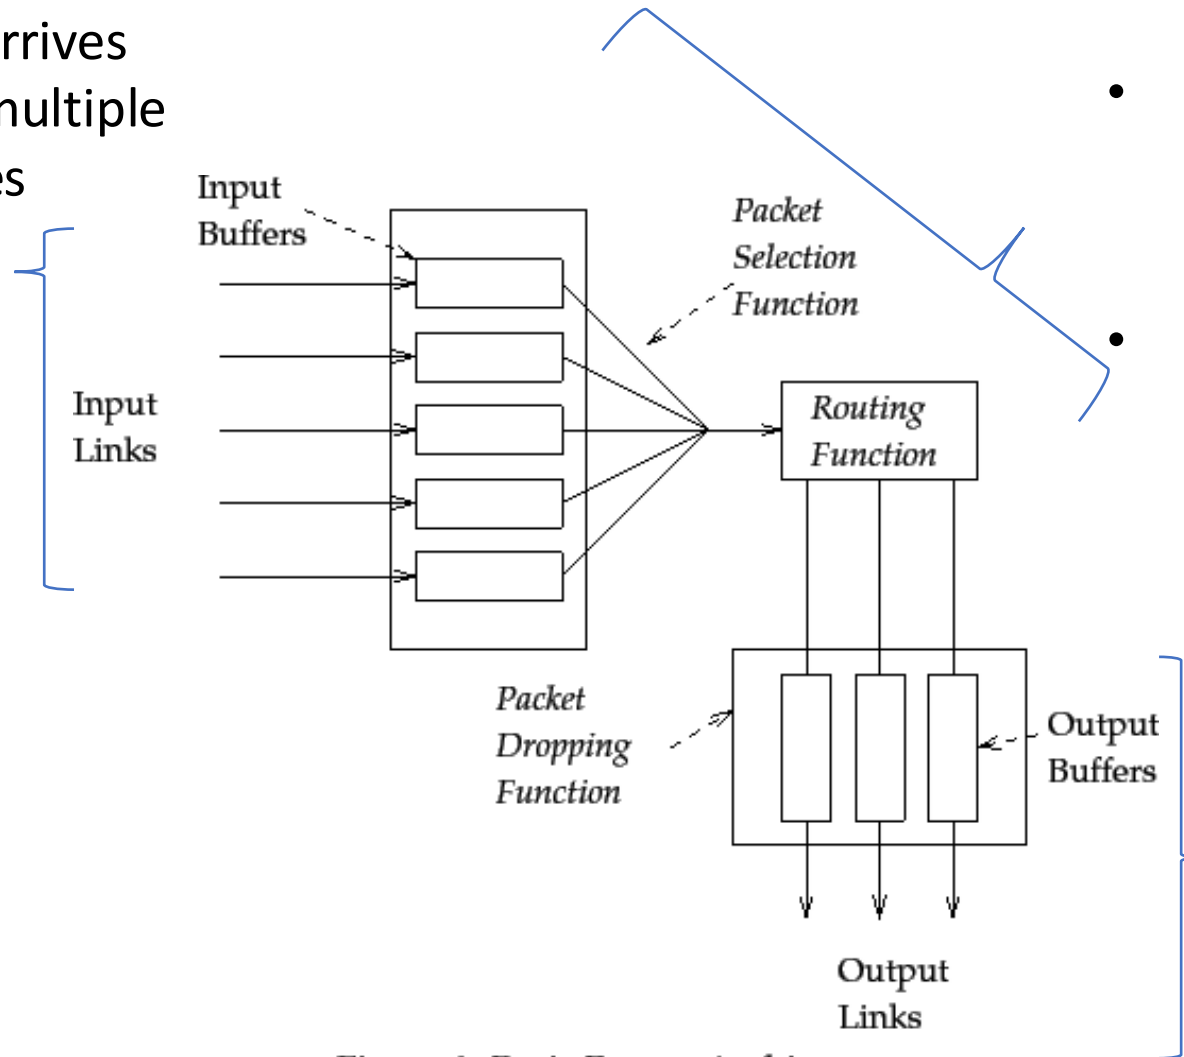 rrives
multiple
es
Input
Buffers
Packet
Selection
Function
Input
Links
Routing
Function
Packet
Dropping
Function
Output
Buffers
Output
Links